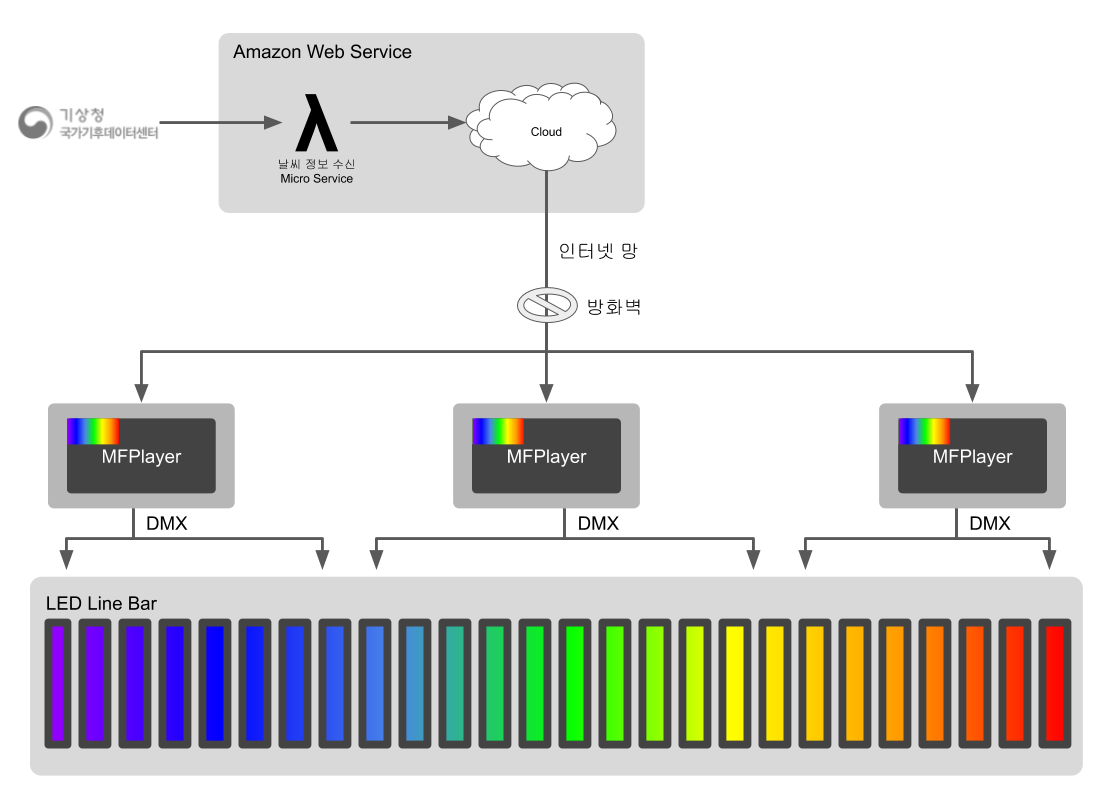 Amazon Web Service
기상청
국가기후데이터센터
Cloud
날씨 정보 수신
Micro Service
인터넷 망
방화벽
MFPlayer
MFPlayer
MFPlayer
DMX
DMX
DMX
LED Line Bar